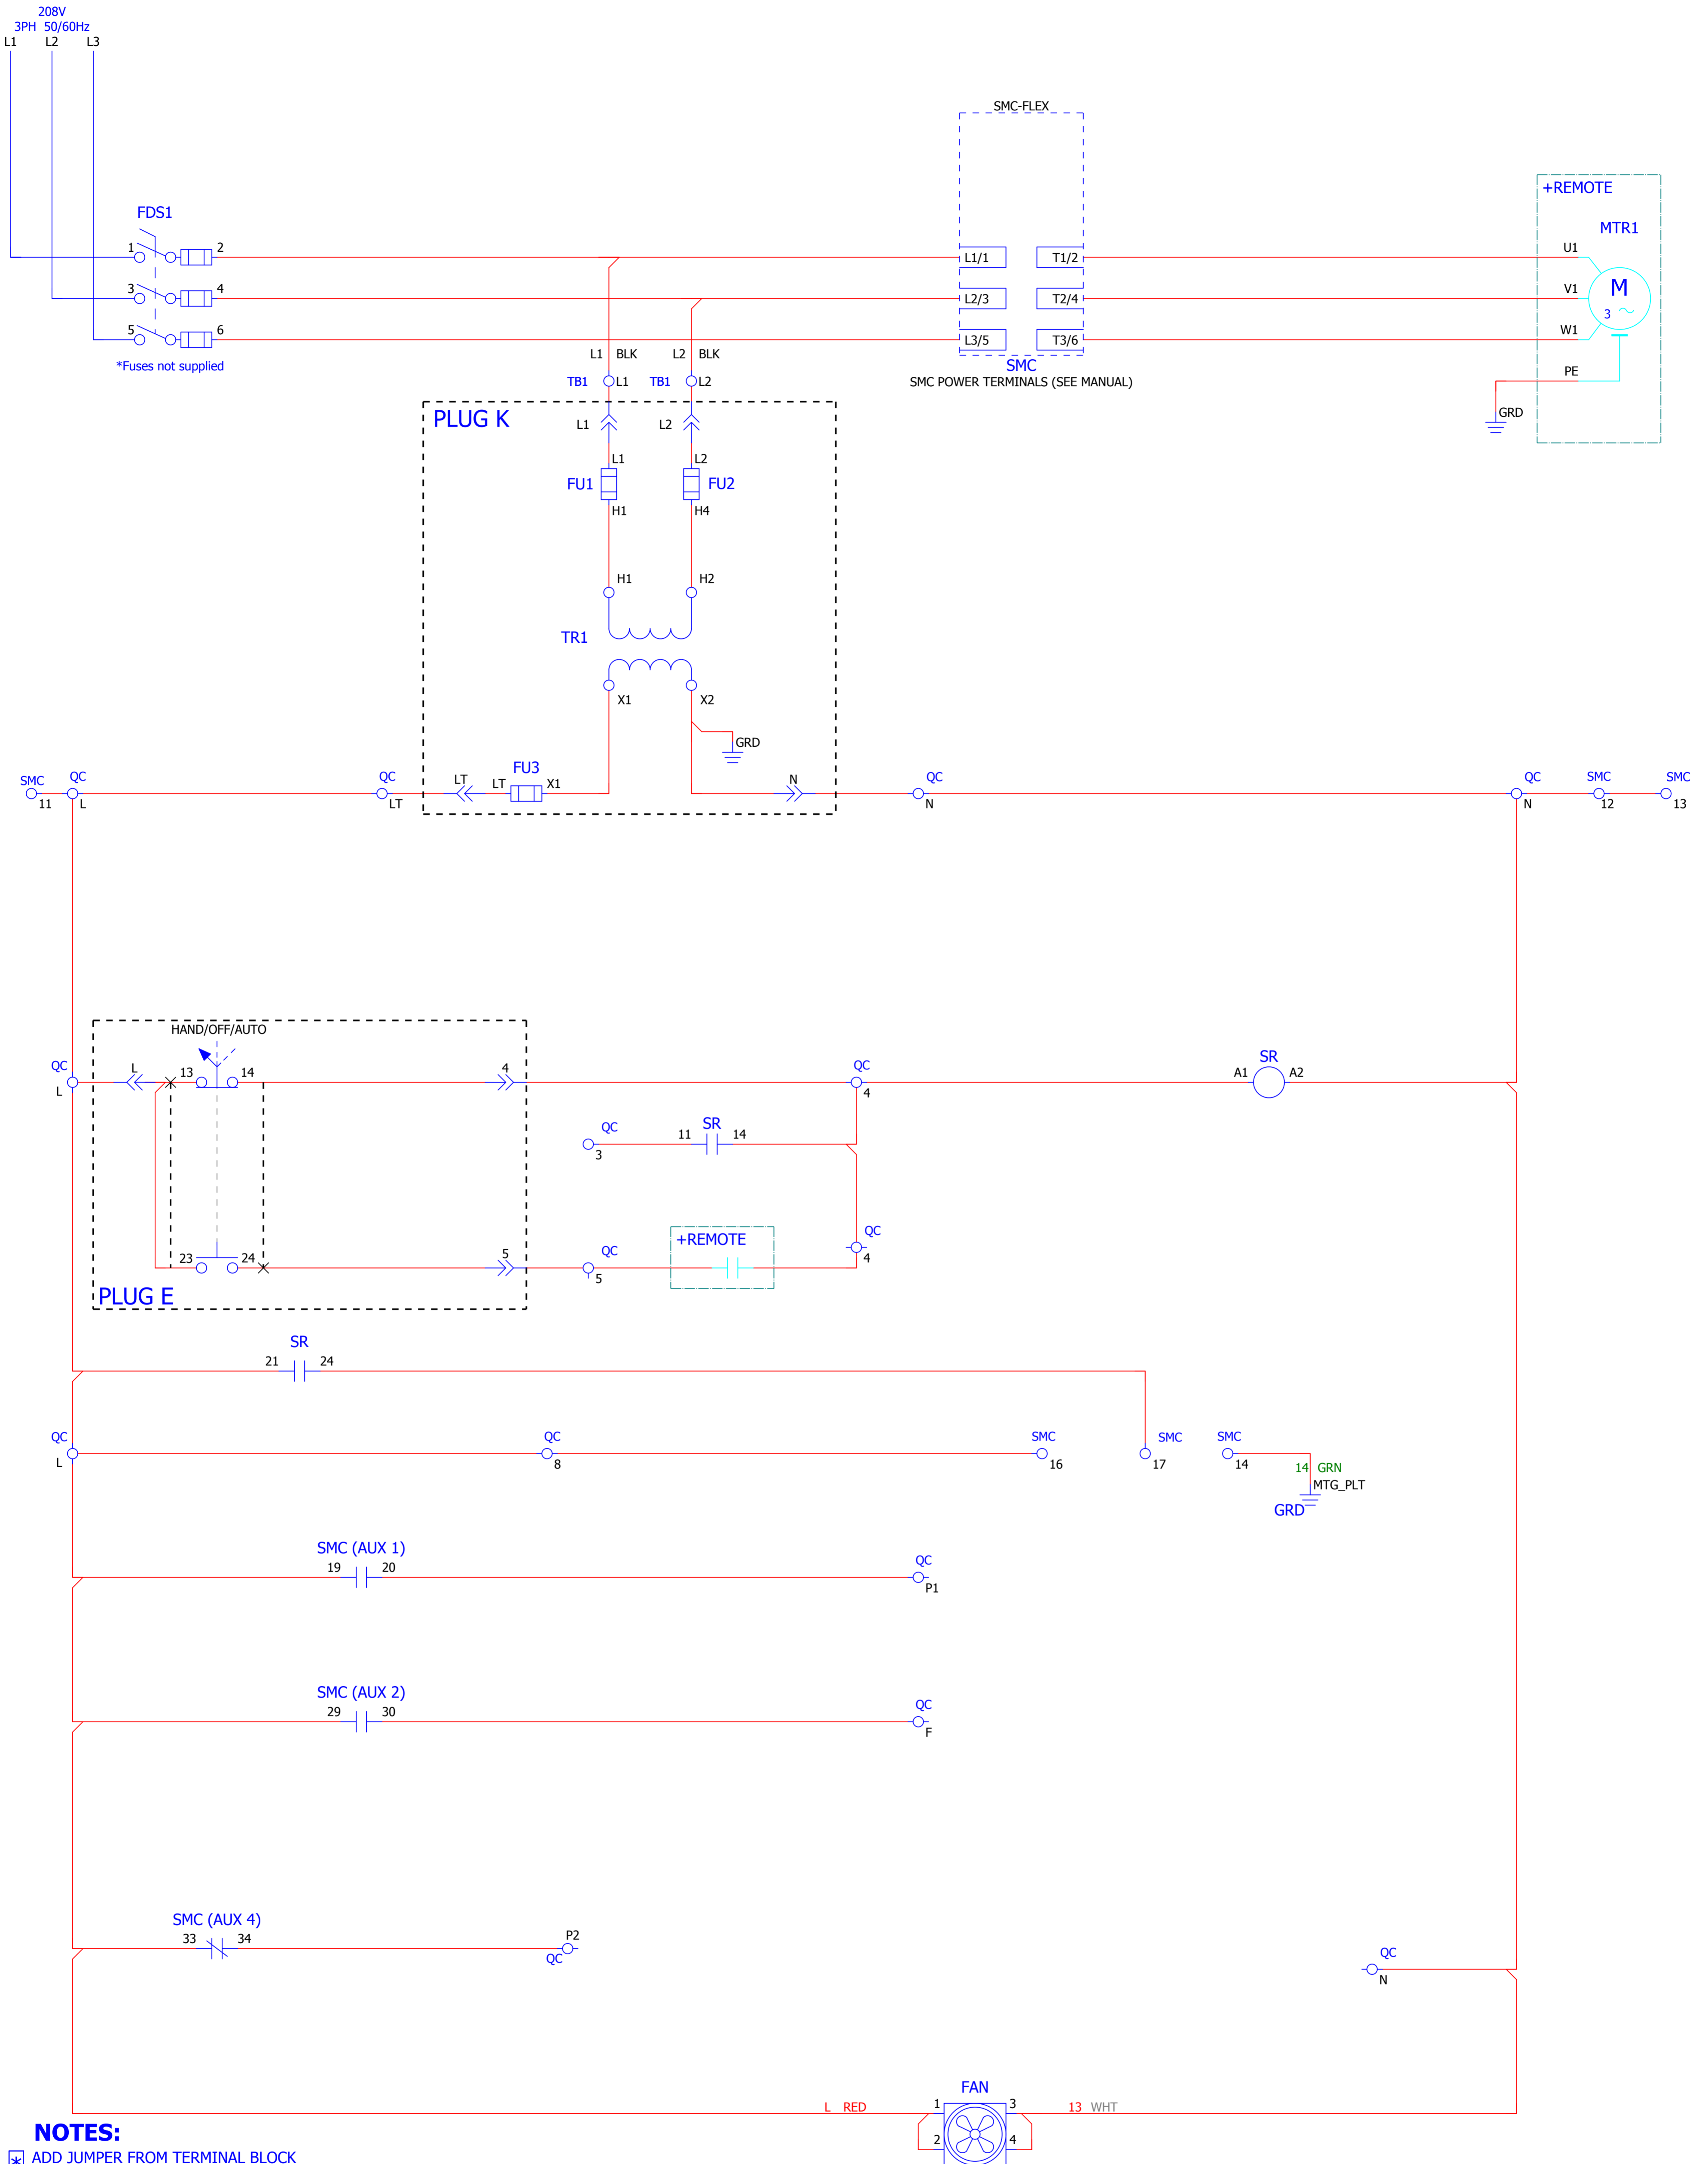 208V
3PH 50/60Hz
L1 L2 L3
SMC-FLEX
+REMOTE
MTR1
FDS1
1 2
L1/1 T1/2
U1
3 4
L2/3 T2/4
V1
M
3
5 6
L3/5 T3/6
W1
*Fuses not supplied
SMC
SMC POWER TERMINALS (SEE MANUAL)
PE
GRD
L1 BLK L2 BLK
TB1 L1 TB1 L2
PLUG K
L1 L2
L1 L2
FU1 FU2
H1 H4
H1 H2
TR1
X1 X2
GRD
SMC QC QC LT LT FU3 X1 N QC QC SMC SMC
11 L LT N N 12 13
HAND/OFF/AUTO
QC L 13 14 4 QC SR
L 4 A1 A2
QC SR
3 11 14
QC
4
+REMOTE
23 24 5 QC
5
PLUG E
SR
21 24
QC QC SMC SMC SMC
L 8 16 17 14
14 GRN
MTG_PLT
GRD
SMC (AUX 1)
19 20
QC
P1
SMC (AUX 2)
29 30
QC
F
SMC (AUX 4)
33 34
P2
QC
QC
N
FAN
L RED 1 3 13 WHT
2 4
NOTES:
* ADD JUMPER FROM TERMINAL BLOCK